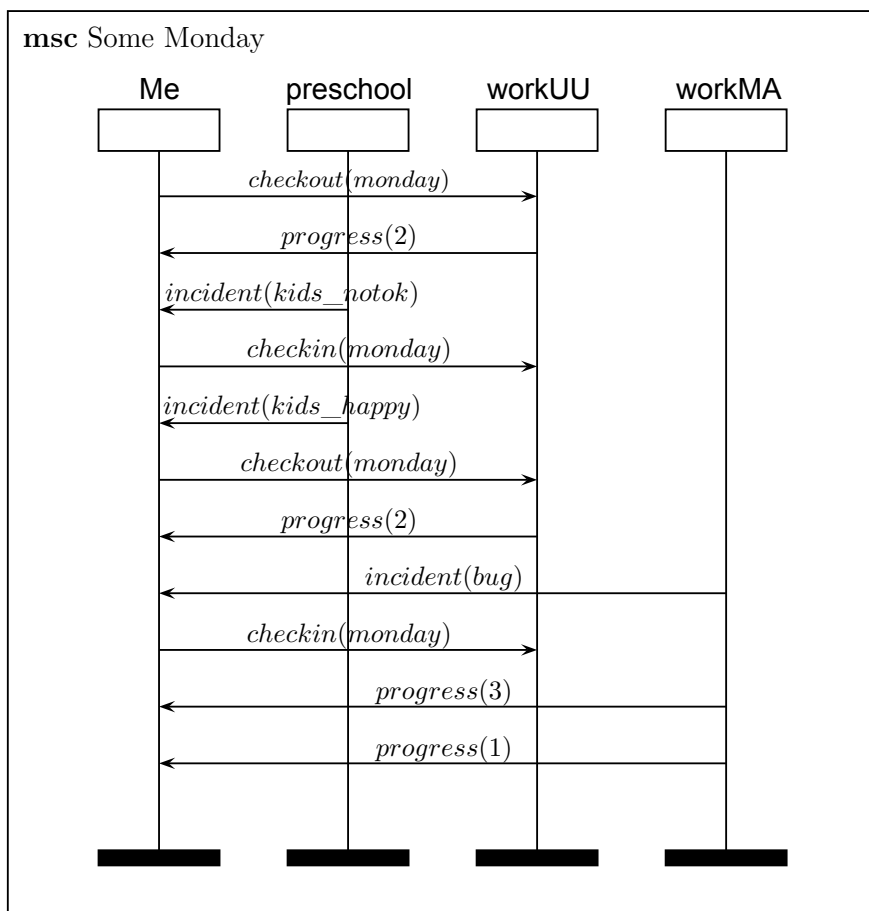 msc Some Monday
Me preschool workUU workMA
checkout(monday)
progress(2)
incident(kids_notok)
checkin(monday)
incident(kids_happy)
checkout(monday)
progress(2)
incident(bug)
checkin(monday)
progress(3)
progress(1)